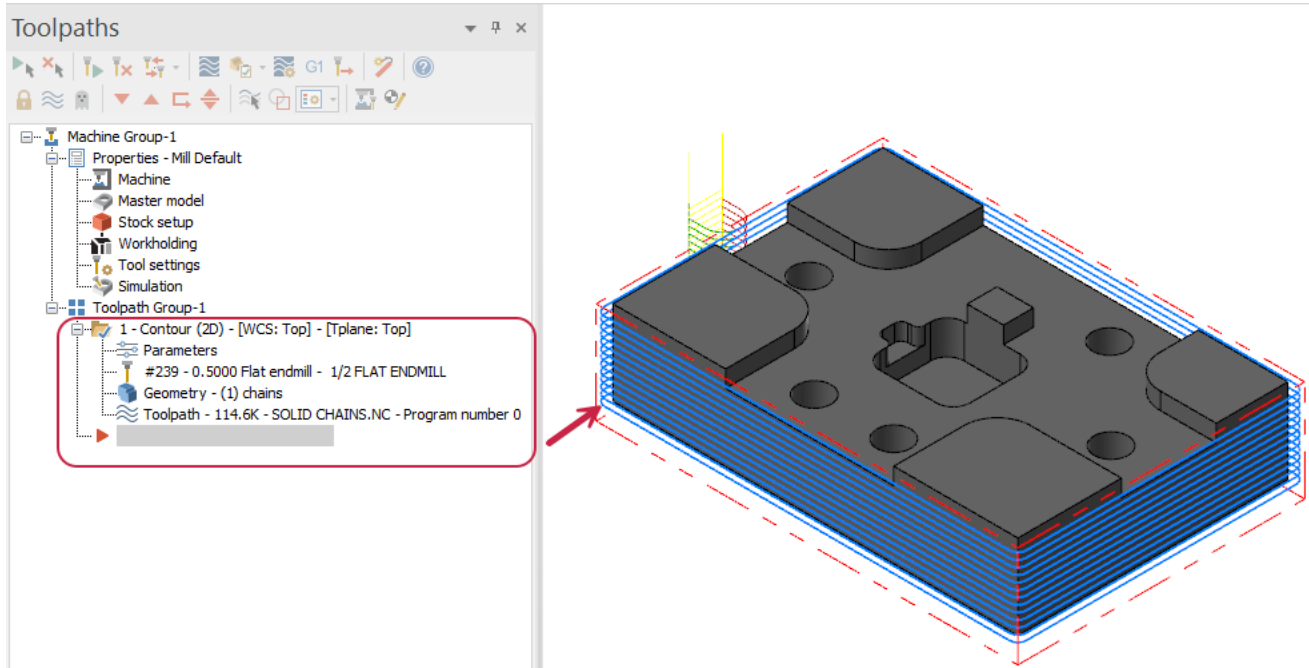 Toolpaths
G1
Machine Group-1
Properties - Mill Default
Machine
Master model
Stock setup
Workholding
Tool settings
Simulation
Toolpath Group-1
1 - Contour (2D) - [WCS: Top] - [Tplane: Top]
Parameters
#239 - 0.5000 Flat endmill - 1/2 FLAT ENDMILL
Geometry - (1) chains
Toolpath - 114.6K - SOLID CHAINS.NC - Program number 0